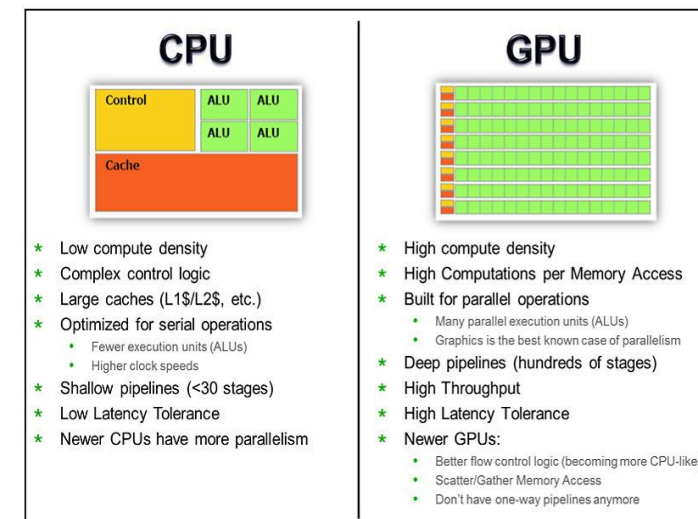 CPU
Control
ALU ALU
ALU ALU
Cache
* Low compute density
* Complex control logic
* Large caches (L1$/L2$, etc.)
* Optimized for serial operations
• Fewer execution units (ALUs)
• Higher clock speeds
* Shallow pipelines (<30 stages)
* Low Latency Tolerance
* Newer CPUs have more parallelism
GPU
* High compute density
* High Computations per Memory Access
* Built for parallel operations
• Many parallel execution units (ALUs)
• Graphics is the best known case of parallelism
* Deep pipelines (hundreds of stages)
* High Throughput
* High Latency Tolerance
* Newer GPUs:
• Better flow control logic (becoming more CPU-like
• Scatter/Gather Memory Access
• Don't have one-way pipelines anymore